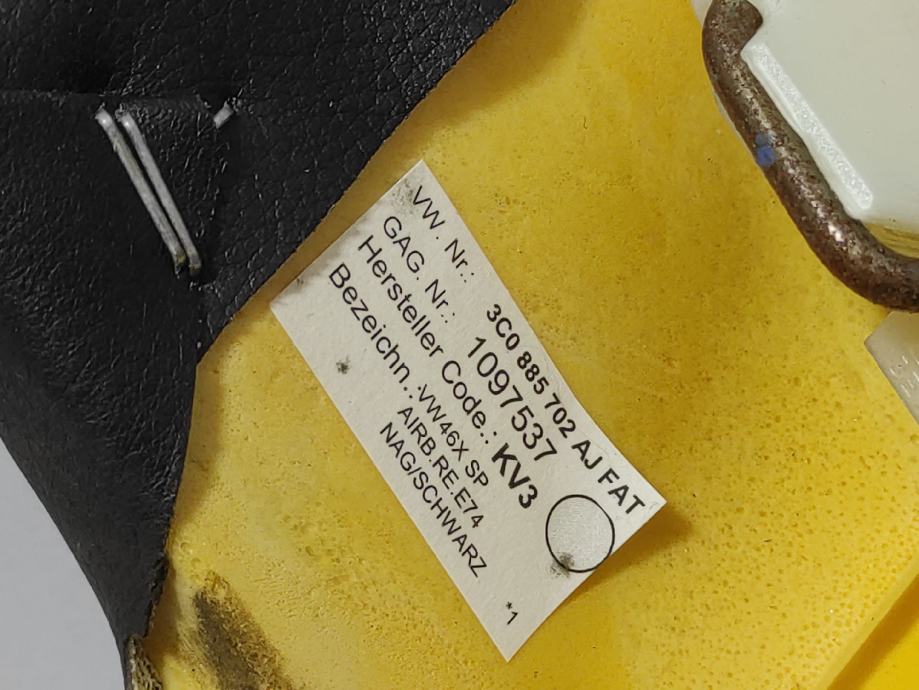 VW. Nr.: 3C0 885 702 AJ FAT
GAG. Nr.: 1097537
Hersteller Code.: KV3
Bezeichn.: VW46X SP
AIRB.RE.E74
NAG/SCHWARZ
*1